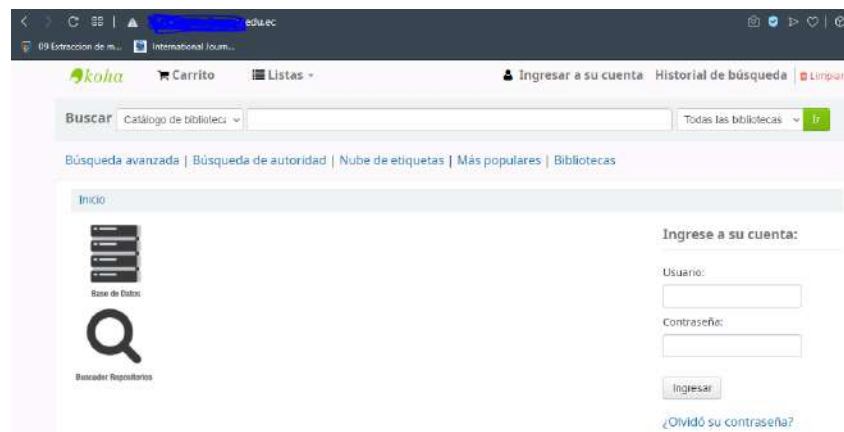 edu.ec
09 Extraccion de m... International Journ...
koha Carrito Listas Ingresar a su cuenta Historial de búsqueda Limpiar
Buscar Catálogo de biblioteca Todas las bibliotecas Ir
Búsqueda avanzada | Búsqueda de autoridad | Nube de etiquetas | Más populares | Bibliotecas
Inicio
Ingrese a su cuenta:
Usuario:
Base de Datos
Contraseña:
Buscador Repositorios
Ingresar
¿Olvidó su contraseña?